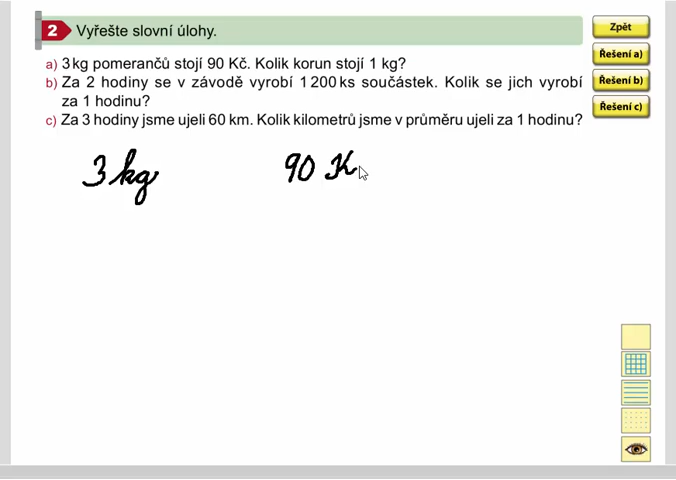 2 Vyřešte slovní úlohy.
Zpět
Řešení a)
Řešení b)
Řešení c)
a) 3 kg pomerančů stojí 90 Kč. Kolik korun stojí 1 kg?
b) Za 2 hodiny se v závodě vyrobí 1 200 ks součástek. Kolik se jich vyrobí
za 1 hodinu?
c) Za 3 hodiny jsme ujeli 60 km. Kolik kilometrů jsme v průměru ujeli za 1 hodinu?
3 kg 90 K